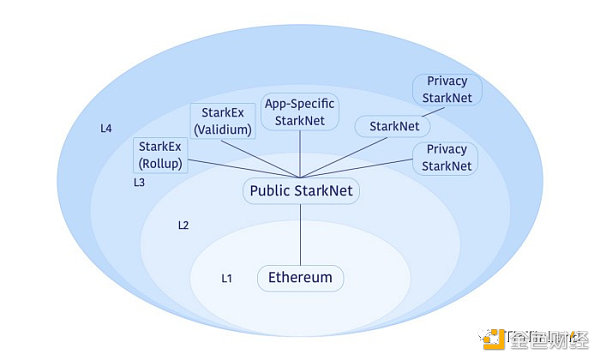 Privacy
StarkNet
App-Specific
StarkNet
StarkEx
(Validium)
StarkNet
L4
StarkEx
(Rollup)
Privacy
StarkNet
L3
Public StarkNet
L2
L1
Ethereum
金色财经